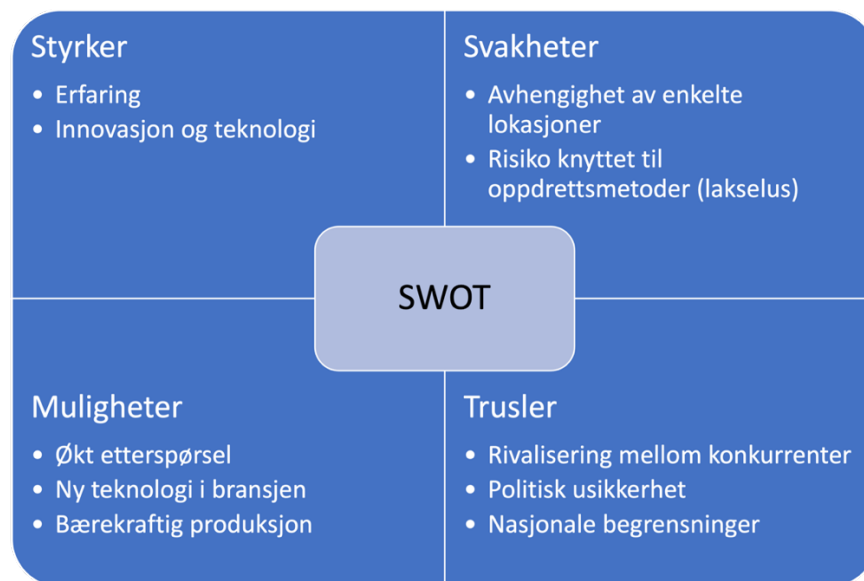 Styrker
• Erfaring
• Innovasjon og teknologi
Svakheter
• Avhengighet av enkelte
lokasjoner
• Risiko knyttet til
oppdrettsmetoder (lakselus)
SWOT
Muligheter
• Økt etterspørsel
• Ny teknologi i bransjen
• Bærekraftig produksjon
Trusler
• Rivalisering mellom konkurrenter
• Politisk usikkerhet
• Nasjonale begrensninger